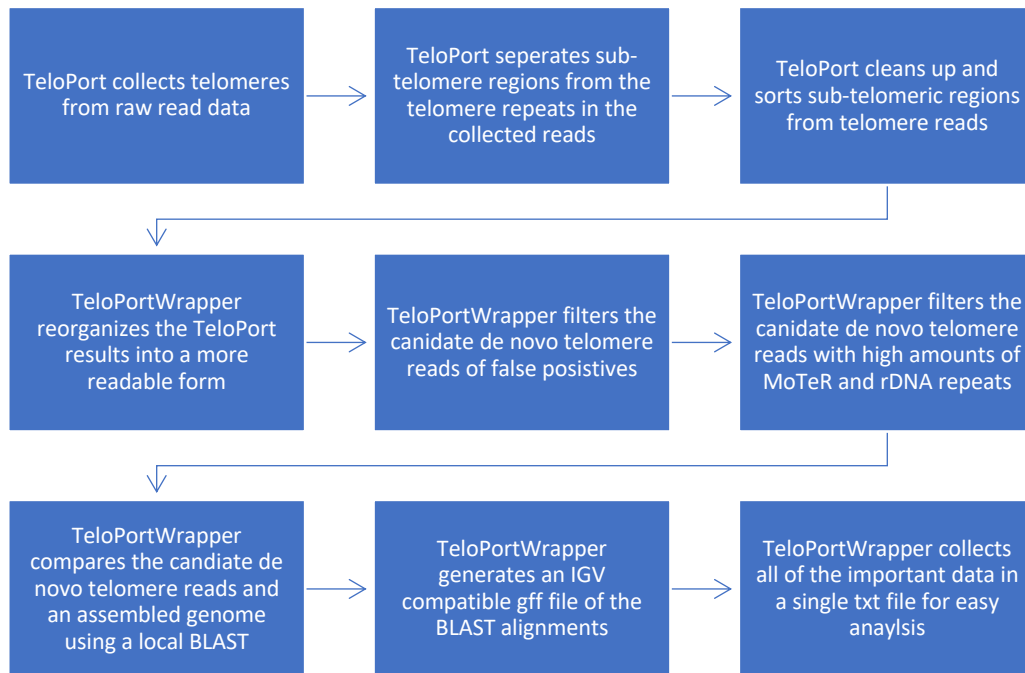 TeloPort collects telomeres
from raw read data
TeloPort seperates sub-
telomere regions from the
telomere repeats in the
collected reads
TeloPort cleans up and
sorts sub-telomeric regions
from telomere reads
TeloPortWrapper
reorganizes the TeloPort
results into a more
readable form
TeloPortWrapper filters the
canidate de novo telomere
reads of false posistives
TeloPortWrapper filters the
canidate de novo telomere
reads with high amounts of
MoTeR and rDNA repeats
TeloPortWrapper
compares the candiate de
novo telomere reads and
an assembled genome
using a local BLAST
TeloPortWrapper
generates an IGV
compatible gff file of the
BLAST alignments
TeloPortWrapper collects
all of the important data in
a single txt file for easy
anaylsis